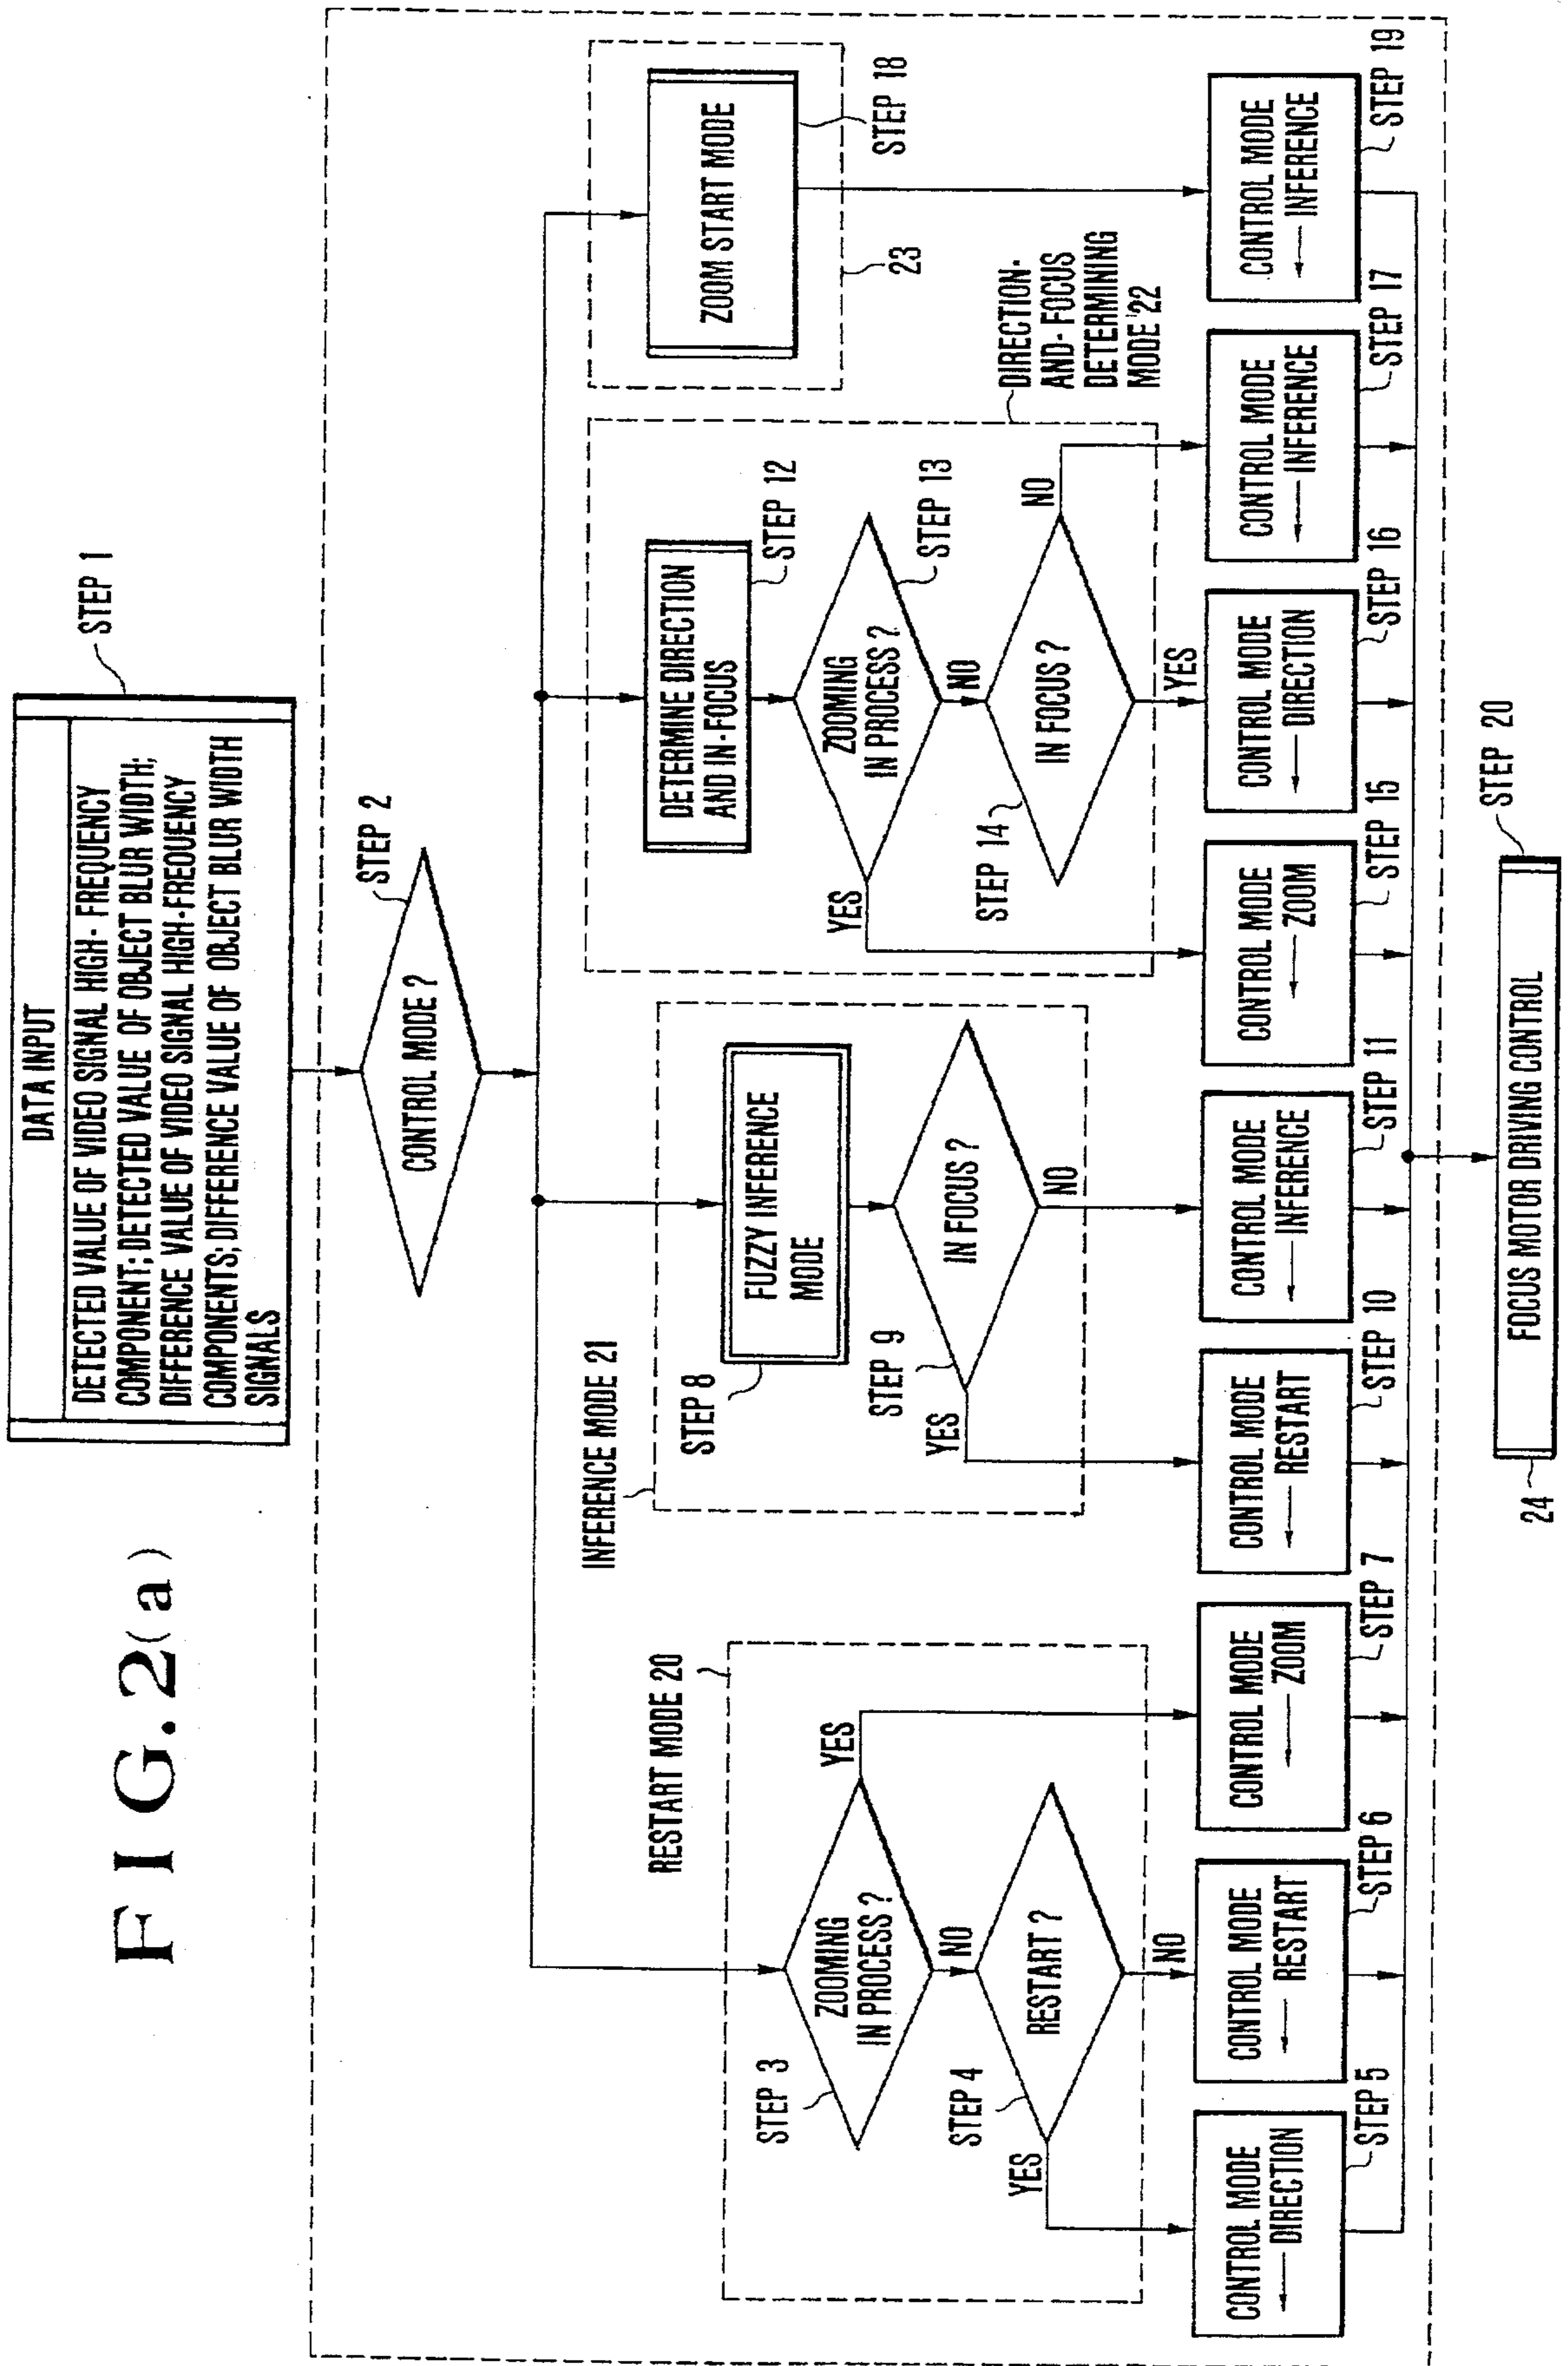 FIG.2(a)
DATA INPUT
DETECTED VALUE OF VIDEO SIGNAL HIGH-FREQUENCY
COMPONENT; DETECTED VALUE OF OBJECT BLUR WIDTH;
DIFFERENCE VALUE OF VIDEO SIGNAL HIGH-FREQUENCY
COMPONENTS; DIFFERENCE VALUE OF OBJECT BLUR WIDTH
SIGNALS
STEP 1
CONTROL MODE ?
STEP 2
RESTART MODE 20
ZOOMING
IN PROCESS ?
STEP 3
YES
NO
RESTART ?
STEP 4
YES
NO
CONTROL MODE
← DIRECTION
STEP 5
CONTROL MODE
← RESTART
STEP 6
CONTROL MODE
← ZOOM
STEP 7
INFERENCE MODE 21
FUZZY INFERENCE
MODE
STEP 8
IN FOCUS ?
STEP 9
YES
NO
CONTROL MODE
← RESTART
STEP 10
CONTROL MODE
← INFERENCE
STEP 11
DIRECTION-
AND-FOCUS
DETERMINING
MODE 22
DETERMINE DIRECTION
AND IN-FOCUS
STEP 12
ZOOMING
IN PROCESS ?
STEP 13
YES
NO
IN FOCUS ?
STEP 14
NO
YES
CONTROL MODE
← ZOOM
STEP 15
CONTROL MODE
← DIRECTION
STEP 16
CONTROL MODE
← INFERENCE
STEP 17
ZOOM START MODE
STEP 18
23
CONTROL MODE
← INFERENCE
STEP 19
FOCUS MOTOR DRIVING CONTROL
STEP 20
24